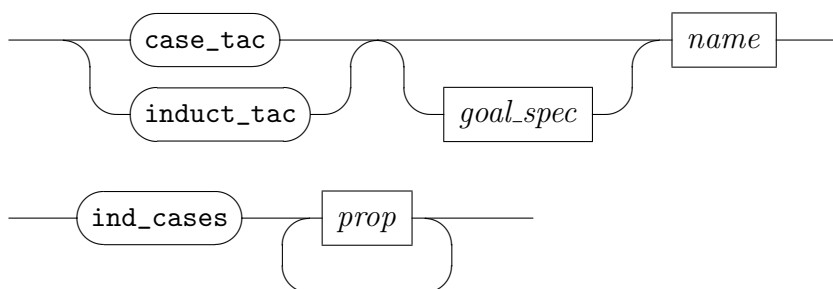 case_tac name
induct_tac goal_spec
ind_cases prop